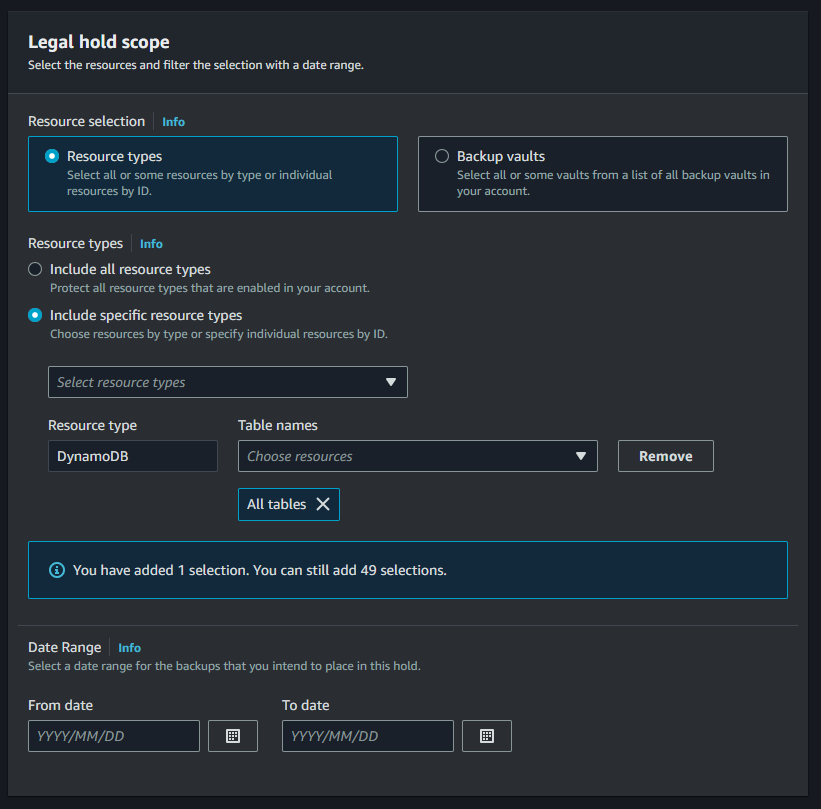 Legal hold scope
Select the resources and filter the selection with a date range.
Resource selection Info
Resource types
Select all or some resources by type or individual
resources by ID.
Backup vaults
Select all or some vaults from a list of all backup vaults in
your account.
Resource types Info
Include all resource types
Protect all resource types that are enabled in your account.
Include specific resource types
Choose resources by type or specify individual resources by ID.
Select resource types
Resource type
Table names
DynamoDB
Choose resources
Remove
All tables
You have added 1 selection. You can still add 49 selections.
Date Range Info
Select a date range for the backups that you intend to place in this hold.
From date
To date
YYYY/MM/DD
YYYY/MM/DD